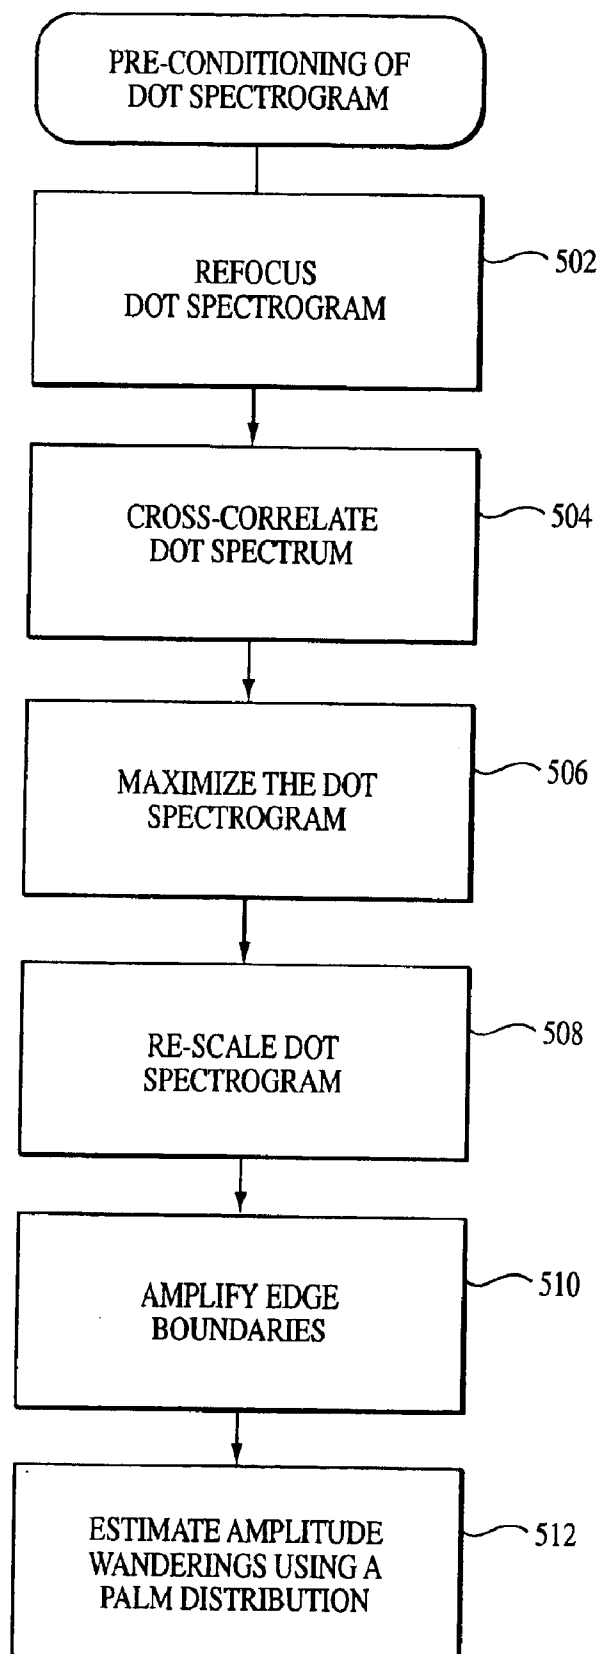 PRE-CONDITIONING OF
DOT SPECTROGRAM
REFOCUS
DOT SPECTROGRAM
502
CROSS-CORRELATE
DOT SPECTRUM
504
MAXIMIZE THE DOT
SPECTROGRAM
506
RE-SCALE DOT
SPECTROGRAM
508
AMPLIFY EDGE
BOUNDARIES
510
ESTIMATE AMPLITUDE
WANDERINGS USING A
PALM DISTRIBUTION
512